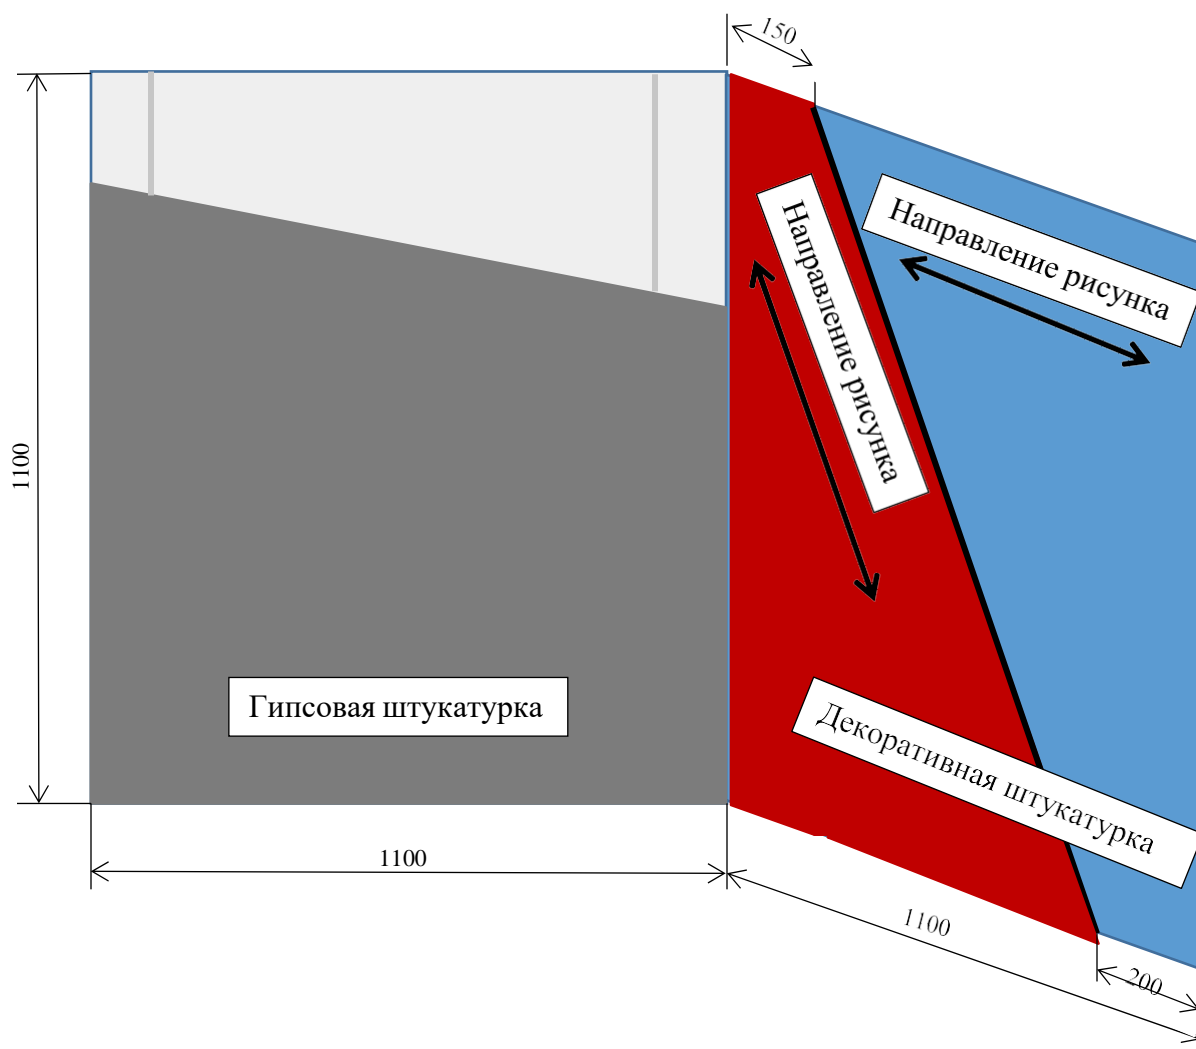 150
Направление рисунка
Направление рисунка
1100
Гипсовая штукатурка
Декоративная штукатурка
1100
1100
200